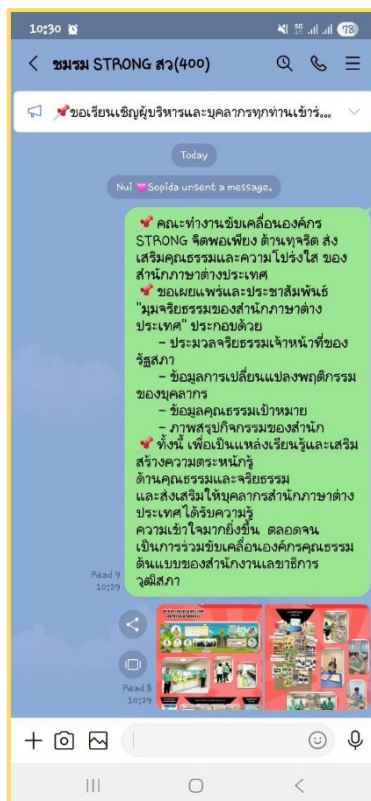 10:30
78
ชมรม STRONG สว(400)
📌ขอเรียนเชิญผู้บริหารและบุคลากรทุกท่านเข้าร่...
Today
Nui 💗Sopida unsent a message.
📌 คณะทำงานขับเคลื่อนองค์กร
STRONG จิตพอเพียง ต้านทุจริต ส่ง
เสริมคุณธรรมและความโปร่งใส ของ
สำนักภาษาต่างประเทศ
📌 ขอเผยแพร่และประชาสัมพันธ์
"มุมจริยธรรมของสำนักภาษาต่าง
ประเทศ" ประกอบด้วย
- ประมวลจริยธรรมเจ้าหน้าที่ของ
รัฐสภา
- ข้อมูลการเปลี่ยนแปลงพฤติกรรม
ของบุคลากร
- ข้อมูลคุณธรรมเป้าหมาย
- ภาพสรุปกิจกรรมของสำนัก
📌 ทั้งนี้ เพื่อเป็นแหล่งเรียนรู้และเสริม
สร้างความตระหนักรู้
ด้านคุณธรรมและจริยธรรม
และส่งเสริมให้บุคลากรสำนักภาษาต่าง
ประเทศได้รับความรู้
ความเข้าใจมากยิ่งขึ้น ตลอดจน
เป็นการร่วมขับเคลื่อนองค์กรคุณธรรม
ต้นแบบของสำนักงานเลขาธิการ
วุฒิสภา
Read 9
10:29
Read 8
10:29